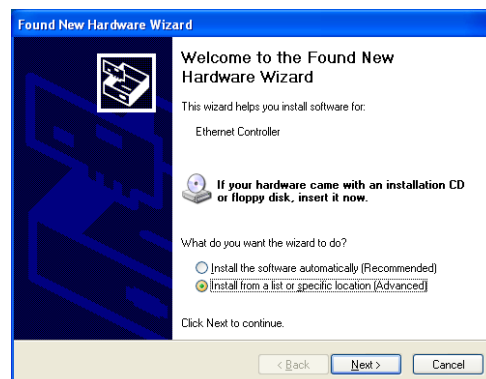 Found New Hardware Wizard
Welcome to the Found New
Hardware Wizard
This wizard helps you install software for:
Ethernet Controller
If your hardware came with an installation CD
or floppy disk, insert it now.
What do you want the wizard to do?
Install the software automatically (Recommended)
Install from a list or specific location (Advanced)
Click Next to continue.
< Back Next > Cancel